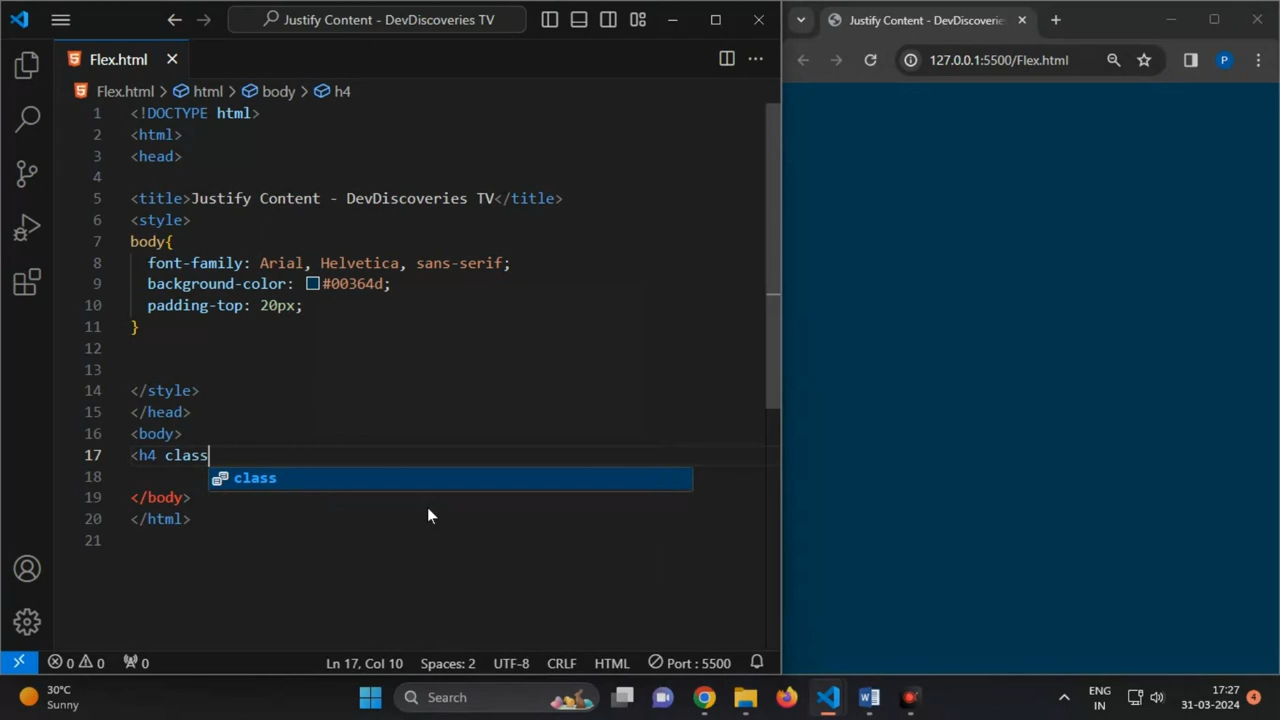 Justify Content - DevDiscoveries TV
Flex.html
Flex.html > html > body > h4
1 <!DOCTYPE html>
2 <html>
3 <head>
4
5 <title>Justify Content - DevDiscoveries TV</title>
6 <style>
7 body{
8 font-family: Arial, Helvetica, sans-serif;
9 background-color: #00364d;
10 padding-top: 20px;
11 }
12
13
14 </style>
15 </head>
16 <body>
17 <h4 class
18 class
19 </body>
20 </html>
21
0 0 0 Ln 17, Col 10 Spaces: 2 UTF-8 CRLF HTML Port : 5500
Justify Content - DevDiscoverie
127.0.0.1:5500/Flex.html P
30°C
Sunny
Search
ENG
IN
17:27
31-03-2024
4